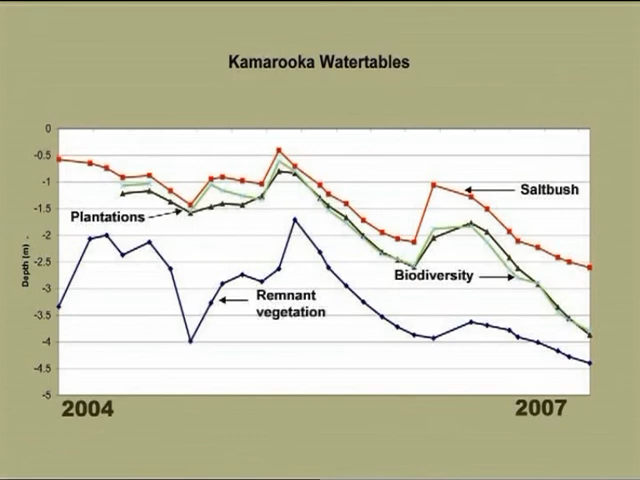 Kamarooka Watertables
0
-0.5
-1
-1.5
-2
-2.5
-3
-3.5
-4
-4.5
-5
Depth (m) -
Saltbush
Plantations
Biodiversity
Remnant
vegetation
2004
2007